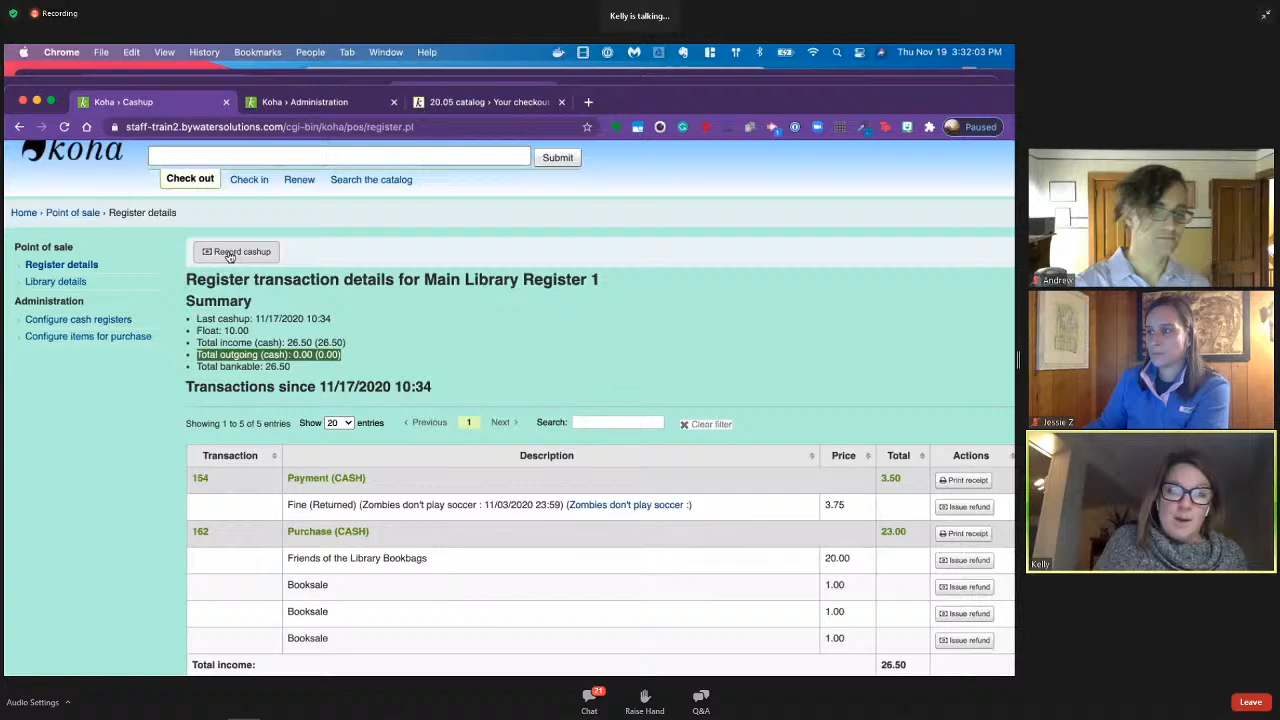 Recording
Kelly is talking...
Chrome File Edit View History Bookmarks People Tab Window Help Thu Nov 19 3:32:03 PM
Koha › Cashup
Koha › Administration
20.05 catalog › Your checkout
staff-train2.bywatersolutions.com/cgi-bin/koha/pos/register.pl
Paused
koha
Submit
Check out Check in Renew Search the catalog
Home › Point of sale › Register details
Point of sale
Register details
Library details
Administration
Configure cash registers
Configure items for purchase
Record cashup
Register transaction details for Main Library Register 1
Summary
Last cashup: 11/17/2020 10:34
Float: 10.00
Total income (cash): 26.50 (26.50)
Total outgoing (cash): 0.00 (0.00)
Total bankable: 26.50
Transactions since 11/17/2020 10:34
Showing 1 to 5 of 5 entries Show 20 entries ‹ Previous 1 Next › Search: Clear filter
Transaction Description Price Total Actions
154 Payment (CASH) 3.50 Print receipt
Fine (Returned) (Zombies don't play soccer : 11/03/2020 23:59) (Zombies don't play soccer :) 3.75 Issue refund
162 Purchase (CASH) 23.00 Print receipt
Friends of the Library Bookbags 20.00 Issue refund
Booksale 1.00 Issue refund
Booksale 1.00 Issue refund
Booksale 1.00 Issue refund
Total income: 26.50
Andrew
Jessie Z
Kelly
Audio Settings
21
Chat
Raise Hand
Q&A
Leave